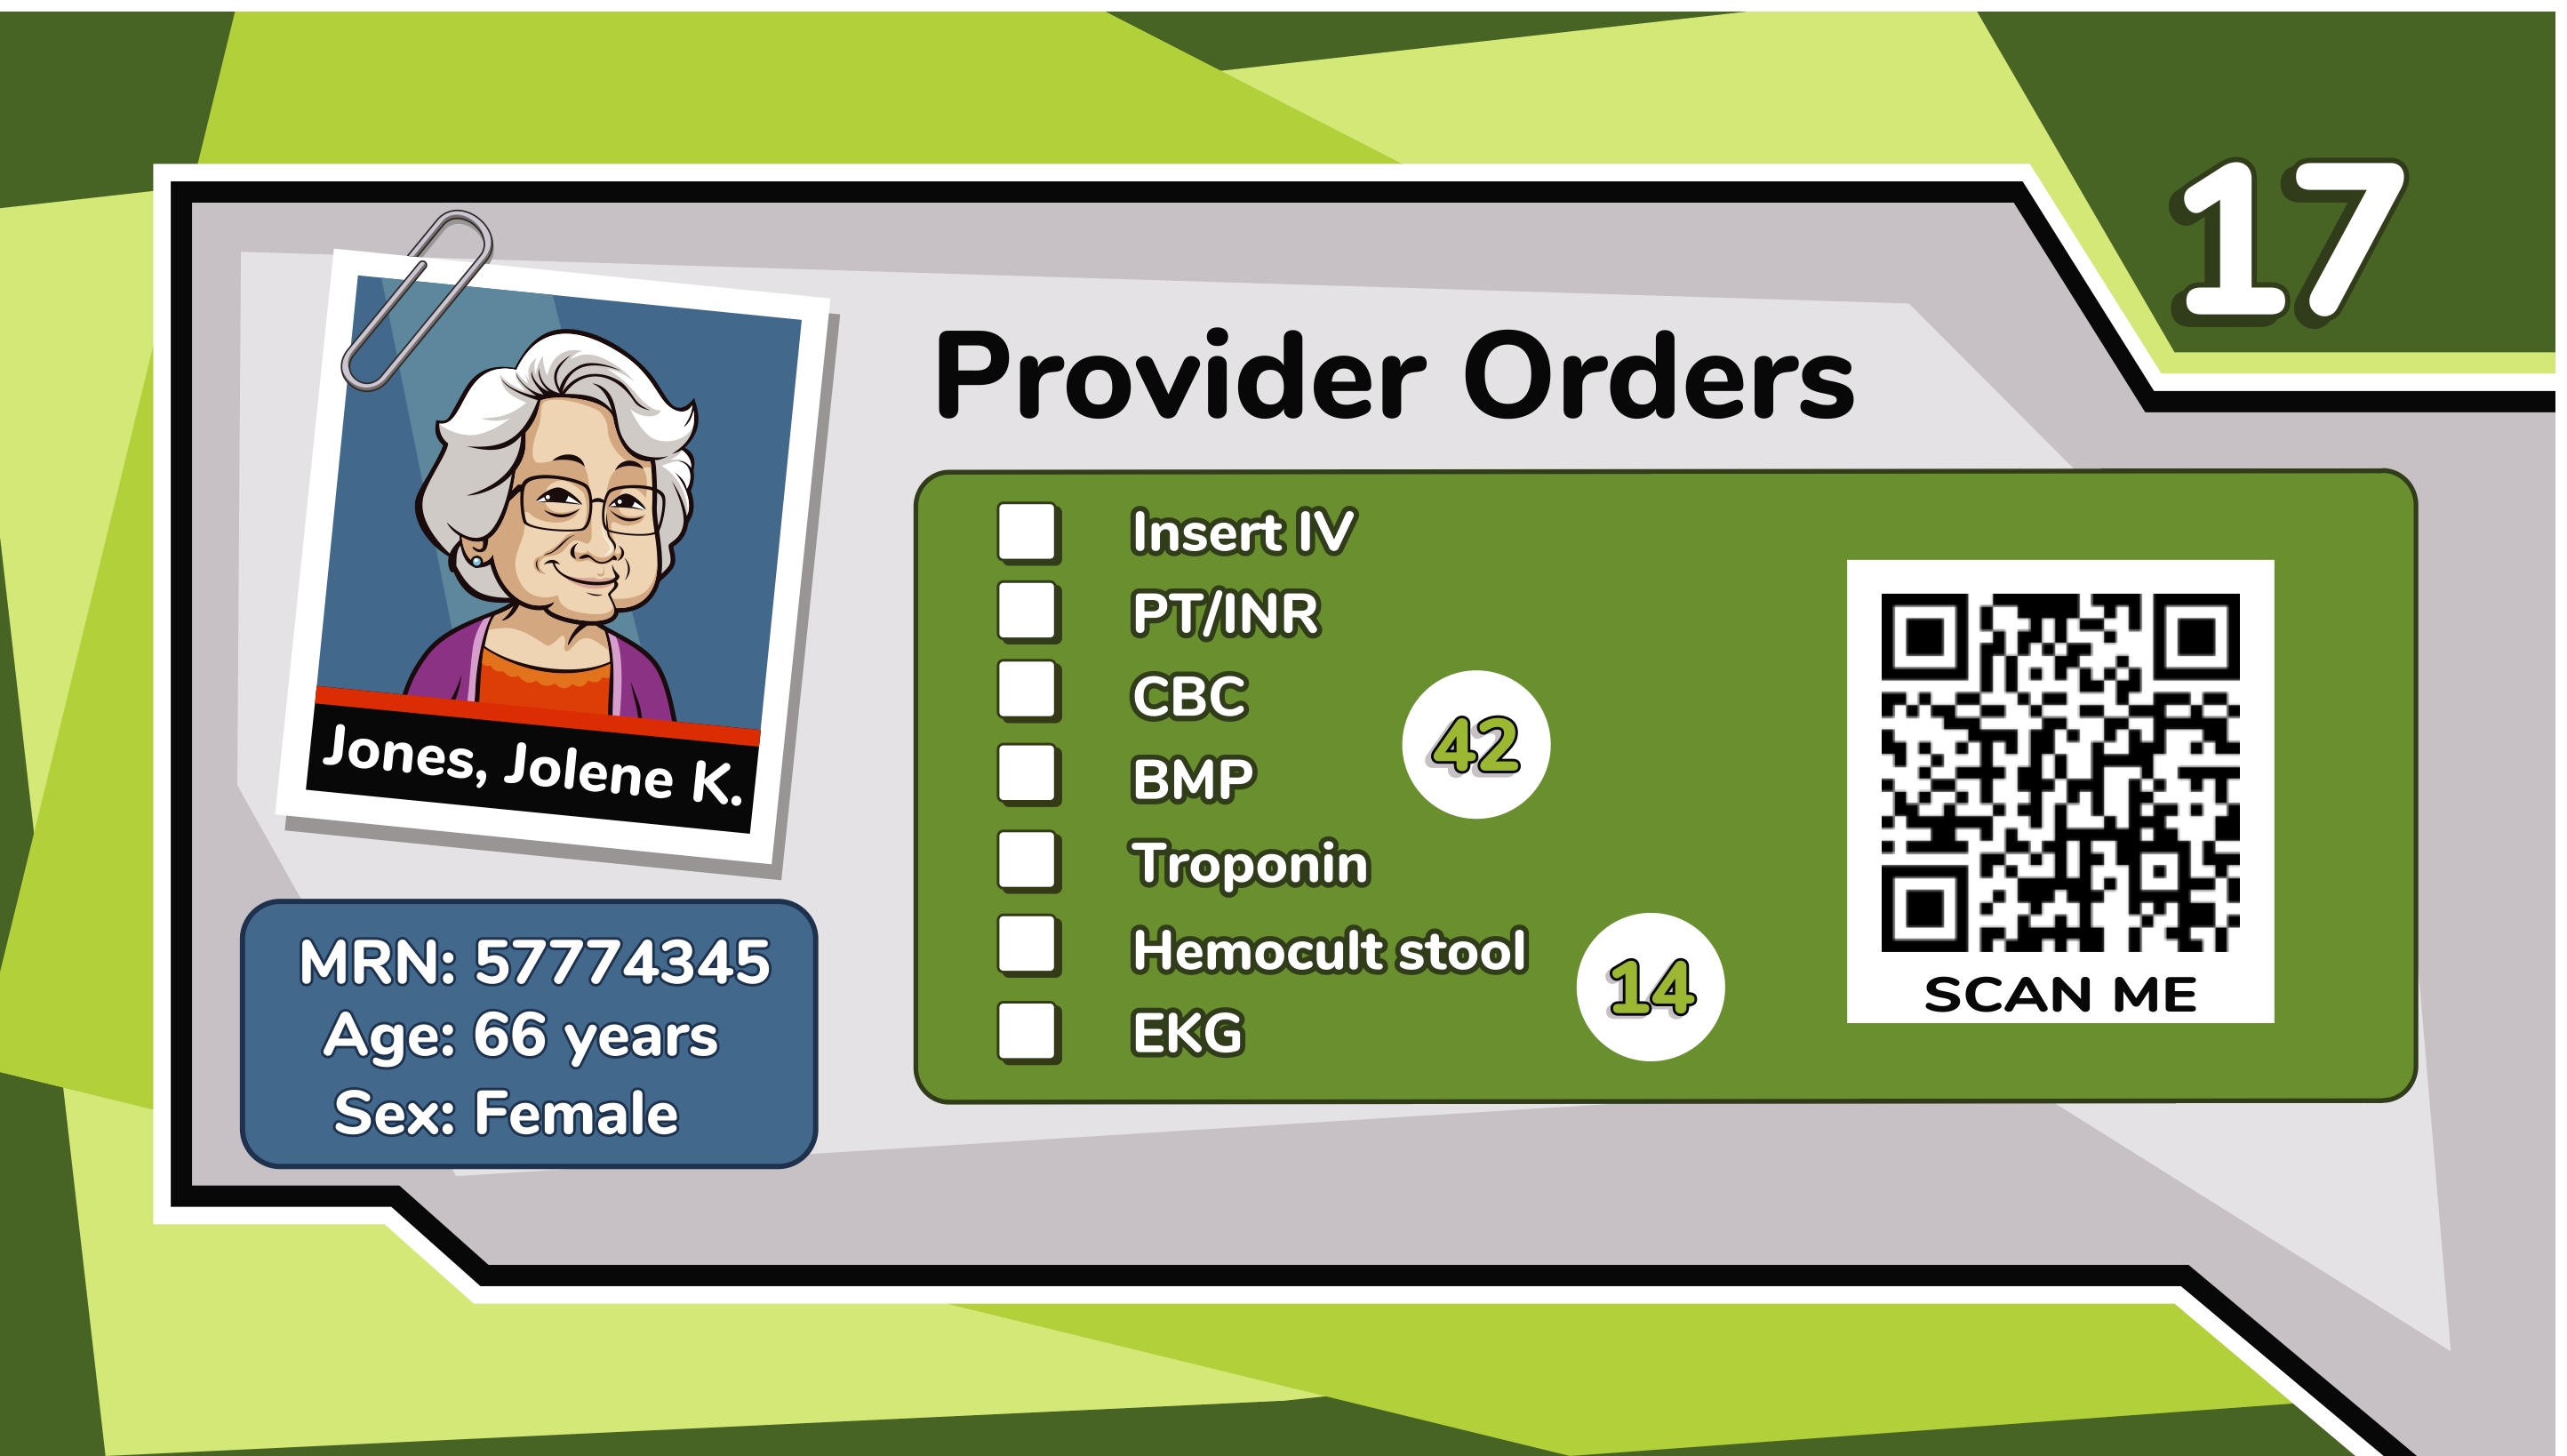 17
Provider Orders
Jones, Jolene K.
MRN: 57774345
Age: 66 years
Sex: Female
Insert IV
PT/INR
CBC
42
BMP
Troponin
Hemocult stool
14
EKG
SCAN ME